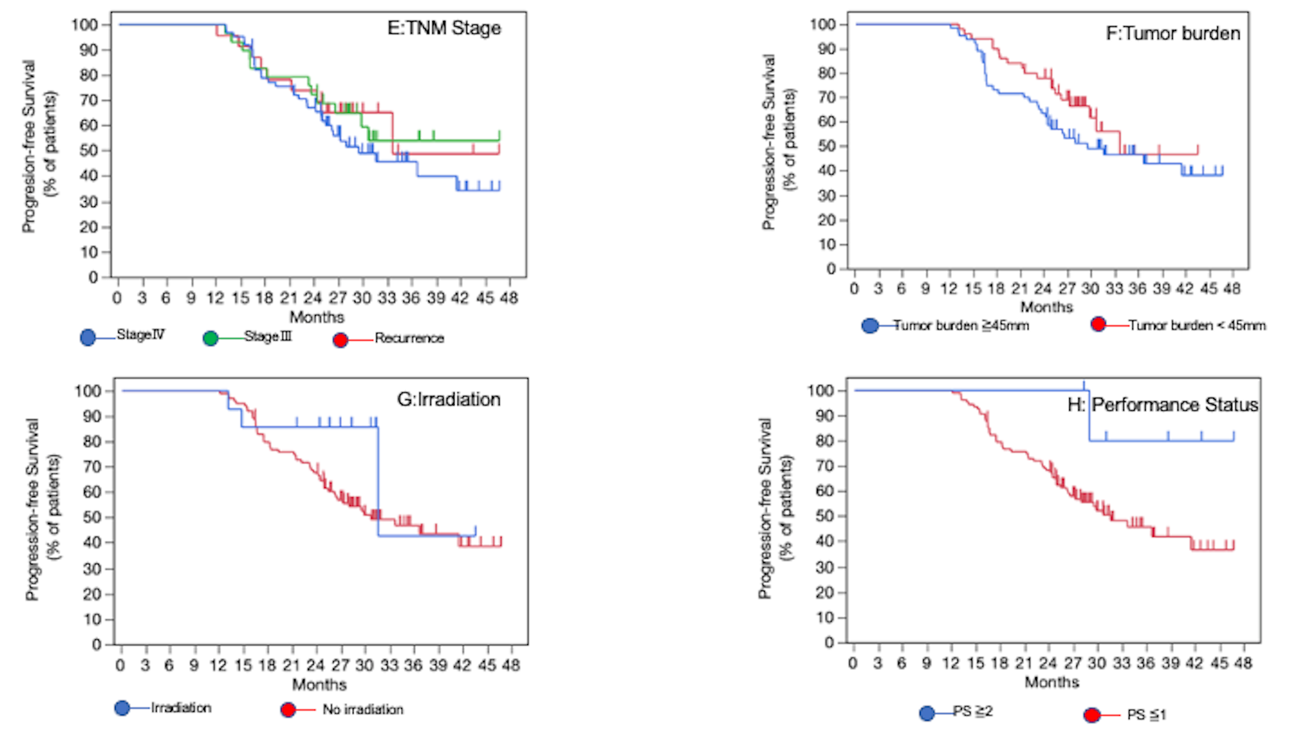 E:TNM Stage
Progresion-free Survival
(% of patients)
100
90
80
70
60
50
40
30
20
10
0
0 3 6 9 12 15 18 21 24 27 30 33 36 39 42 45 48
Months
StageⅣ StageⅢ Recurrence
F:Tumor burden
Progression-free Survival
(% of patients)
100
90
80
70
60
50
40
30
20
10
0
0 3 6 9 12 15 18 21 24 27 30 33 36 39 42 45 48
Months
Tumor burden ≧45mm Tumor burden < 45mm
G:Irradiation
Progression-free Survival
(% of patients)
100
90
80
70
60
50
40
30
20
10
0
0 3 6 9 12 15 18 21 24 27 30 33 36 39 42 45 48
Months
Irradiation No irradiation
H: Performance Status
Progression-free Survival
(% of patients)
100
90
80
70
60
50
40
30
20
10
0
0 3 6 9 12 15 18 21 24 27 30 33 36 39 42 45 48
Months
PS ≧2 PS ≦1